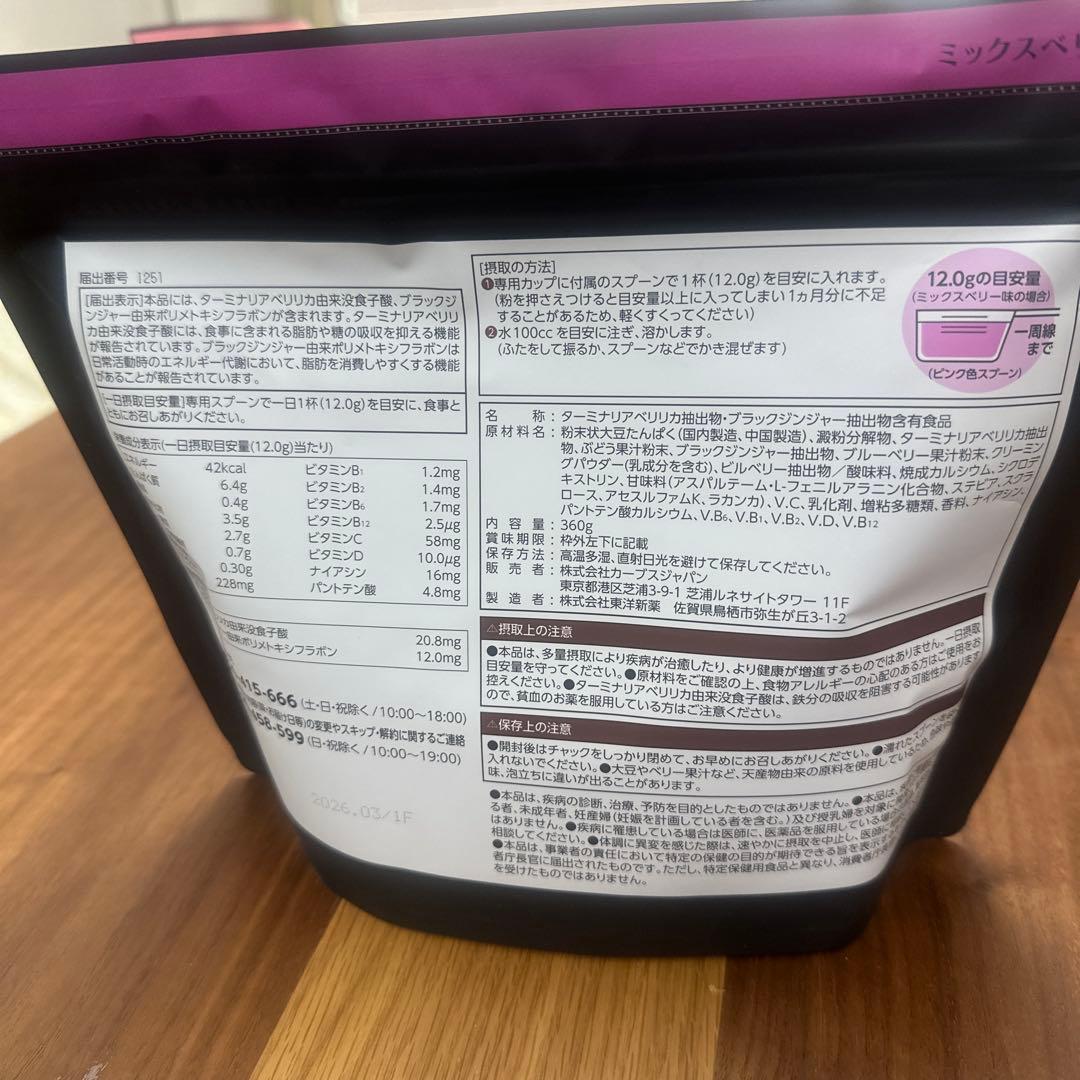 ミックスベリ
届出番号 I251
[届出表示]本品には、ターミナリアベリリカ由来没食子酸、ブラックジ
ンジャー由来ポリメトキシフラボンが含まれます。ターミナリアベリリ
カ由来没食子酸には、食事に含まれる脂肪や糖の吸収を抑える機能
が報告されています。ブラックジンジャー由来ポリメトキシフラボンは
日常活動時のエネルギー代謝において、脂肪を消費しやすくする機能
があることが報告されています。
[一日摂取目安量]専用スプーンで一日1杯(12.0g)を目安に、食事と
ともにお召しあがりください。
成分表示(一日摂取目安量(12.0g)当たり)
エネルギー 42kcal ビタミンB1 1.2mg
6.4g ビタミンB2 1.4mg
0.4g ビタミンB6 1.7mg
3.5g ビタミンB12 2.5μg
2.7g ビタミンC 58mg
0.7g ビタミンD 10.0μg
0.30g ナイアシン 16mg
228mg パントテン酸 4.8mg
リカ由来没食子酸 20.8mg
由来ポリメトキシフラボン 12.0mg
415-666 (土・日・祝除く/10:00〜18:00)
お届け日等)の変更やスキップ・解約に関するご連絡
458-599 (日・祝除く/10:00〜19:00)
2026.03/1F
[摂取の方法]
❶専用カップに付属のスプーンで1杯(12.0g)を目安に入れます。
(粉を押さえつけると目安量以上に入ってしまい1ヵ月分に不足
することがあるため、軽くすくってください)
❷水100ccを目安に注ぎ、溶かします。
(ふたをして振るか、スプーンなどでかき混ぜます)
12.0gの目安量
(ミックスベリー味の場合)
一周線
まで
(ピンク色スプーン)
名称:ターミナリアベリリカ抽出物・ブラックジンジャー抽出物含有食品
原材料名:粉末状大豆たんぱく(国内製造、中国製造)、澱粉分解物、ターミナリアベリリカ抽出
物、ぶどう果汁粉末、ブラックジンジャー抽出物、ブルーベリー果汁粉末、クリーミン
グパウダー(乳成分を含む)、ビルベリー抽出物/酸味料、焼成カルシウム、シクロデ
キストリン、甘味料(アスパルテーム・L-フェニルアラニン化合物、ステビア、スクラ
ロース、アセスルファムK、ラカンカ)、V.C、乳化剤、増粘多糖類、香料、ナイアシン、
パントテン酸カルシウム、V.B6、V.B1、V.B2、V.D、V.B12
内容量:360g
賞味期限:枠外左下に記載
保存方法:高温多湿、直射日光を避けて保存してください。
販売者:株式会社カーブスジャパン
東京都港区芝浦3-9-1 芝浦ルネサイトタワー 11F
製造者:株式会社東洋新薬 佐賀県鳥栖市弥生が丘3-1-2
⚠摂取上の注意
●本品は、多量摂取により疾病が治癒したり、より健康が増進するものではありません。一日摂取
目安量を守ってください。●原材料をご確認の上、食物アレルギーの心配のある方はご使用をお
控えください。●ターミナリアベリリカ由来没食子酸は、鉄分の吸収を阻害する可能性があります
ので、貧血のお薬を服用している方はご注意ください。
⚠保存上の注意
●開封後はチャックをしっかり閉めて、お早めにお召しあがりください。●濡れたスプーン等を
入れないでください。●大豆やベリー果汁など、天産物由来の原料を使用しているため、
味、泡立ちに違いが出ることがあります。
●本品は、疾病の診断、治療、予防を目的としたものではありません。●本品は、
る者、未成年者、妊産婦(妊娠を計画している者を含む。)及び授乳婦を対象に
はありません。●疾病に罹患している場合は医師に、医薬品を服用している場合
相談してください。●体調に異変を感じた際は、速やかに摂取を中止し、医師に
●本品は、事業者の責任において特定の保健の目的が期待できる旨を表示
者庁長官に届出されたものです。ただし、特定保健用食品と異なり、消費者庁長官
を受けたものではありません。